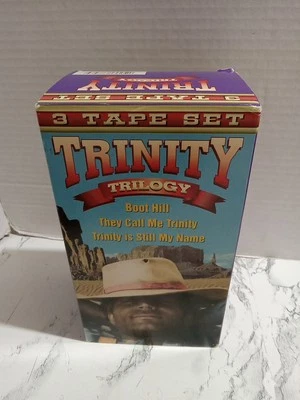 TRINITY
TRILOGY
3 TAPE SET
3 TAPE SET
TRINITY
TRILOGY
Boot Hill
They Call Me Trinity
Trinity is Still My Name